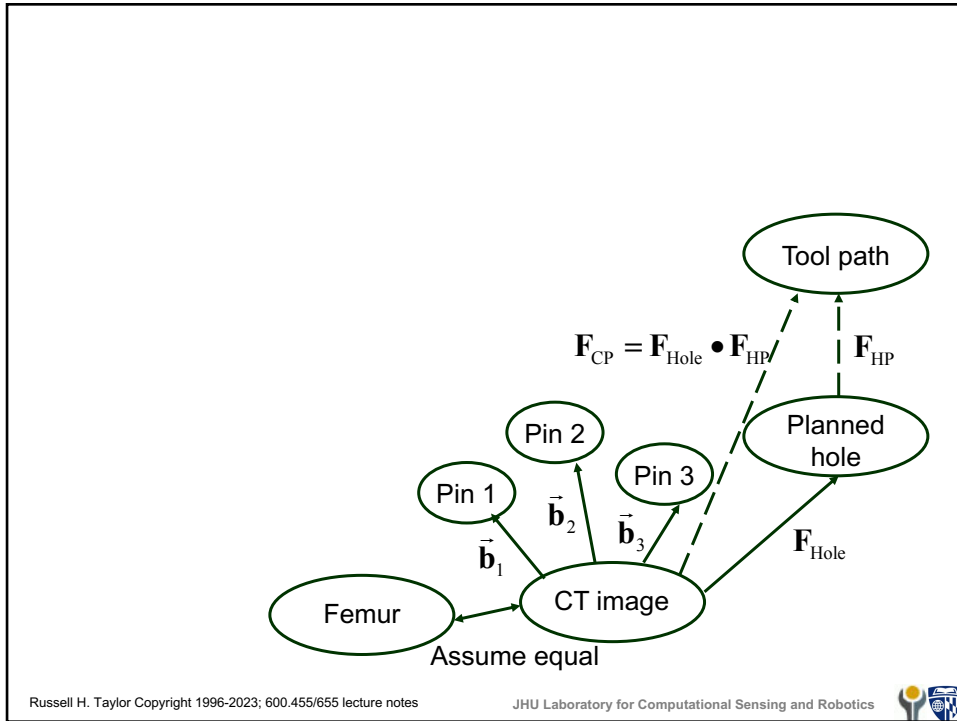 Tool path
F_CP = F_Hole • F_HP
F_HP
Pin 2
Planned
hole
Pin 3
Pin 1
b⃗_2
b⃗_3
b⃗_1
F_Hole
Femur
CT image
Assume equal
Russell H. Taylor Copyright 1996-2023; 600.455/655 lecture notes
JHU Laboratory for Computational Sensing and Robotics